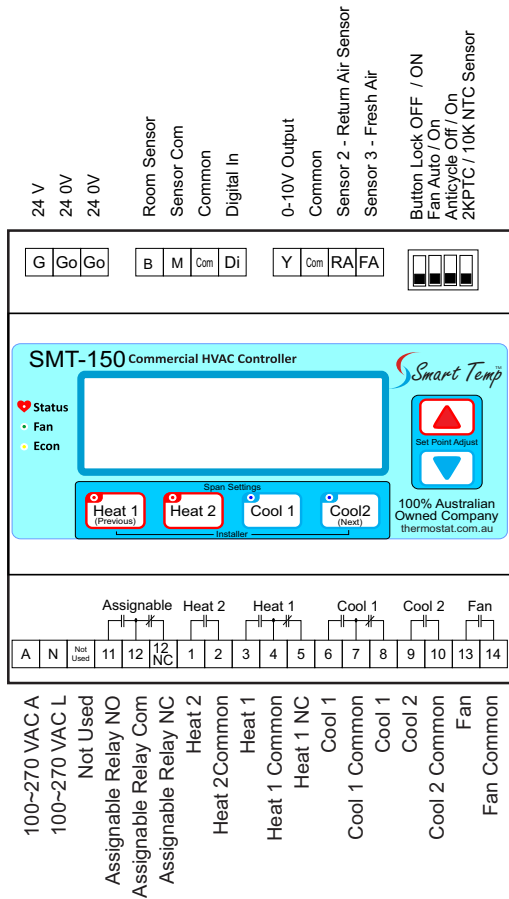 24 V
24 0V
24 0V
Room Sensor
Sensor Com
Common
Digital In
0-10V Output
Common
Sensor 2 - Return Air Sensor
Sensor 3 - Fresh Air
Button Lock OFF / ON
Fan Auto / On
Anticycle Off / On
2KPTC / 10K NTC Sensor
G Go Go B M Com Di Y Com RA FA
SMT-150 Commercial HVAC Controller
Smart Temp™
Status
Fan
Econ
Set Point Adjust
Span Settings
Heat 1
(Previous)
Heat 2
Cool 1
Cool2
(Next)
Installer
100% Australian
Owned Company
thermostat.com.au
Assignable Heat 2 Heat 1 Cool 1 Cool 2 Fan
A N Not Used 11 12 12 NC 1 2 3 4 5 6 7 8 9 10 13 14
100~270 VAC A
100~270 VAC L
Not Used
Assignable Relay NO
Assignable Relay Com
Assignable Relay NC
Heat 2
Heat 2Common
Heat 1
Heat 1 Common
Heat 1 NC
Cool 1
Cool 1 Common
Cool 1
Cool 2
Cool 2 Common
Fan
Fan Common